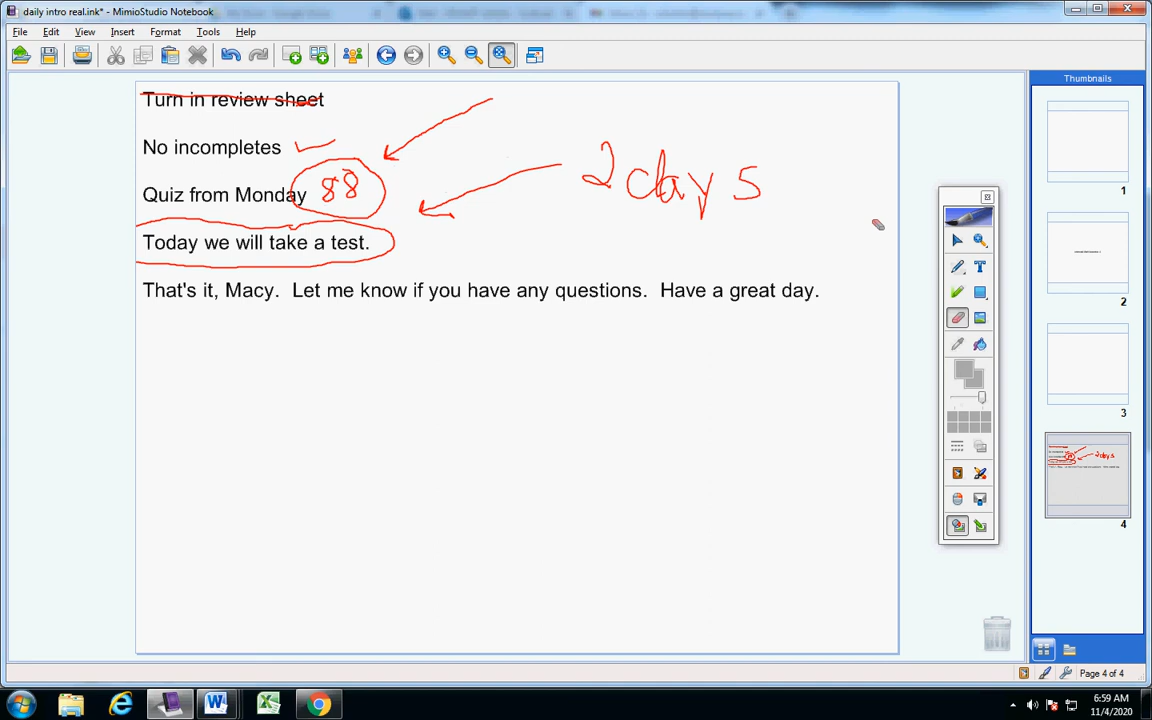 daily intro real.ink* - MimioStudio Notebook
File Edit View Insert Format Tools Help
Thumbnails
Turn in review sheet
No incompletes
Quiz from Monday 88
2 days
Today we will take a test.
That's it, Macy. Let me know if you have any questions. Have a great day.
1
2
3
4
Page 4 of 4
6:59 AM
11/4/2020